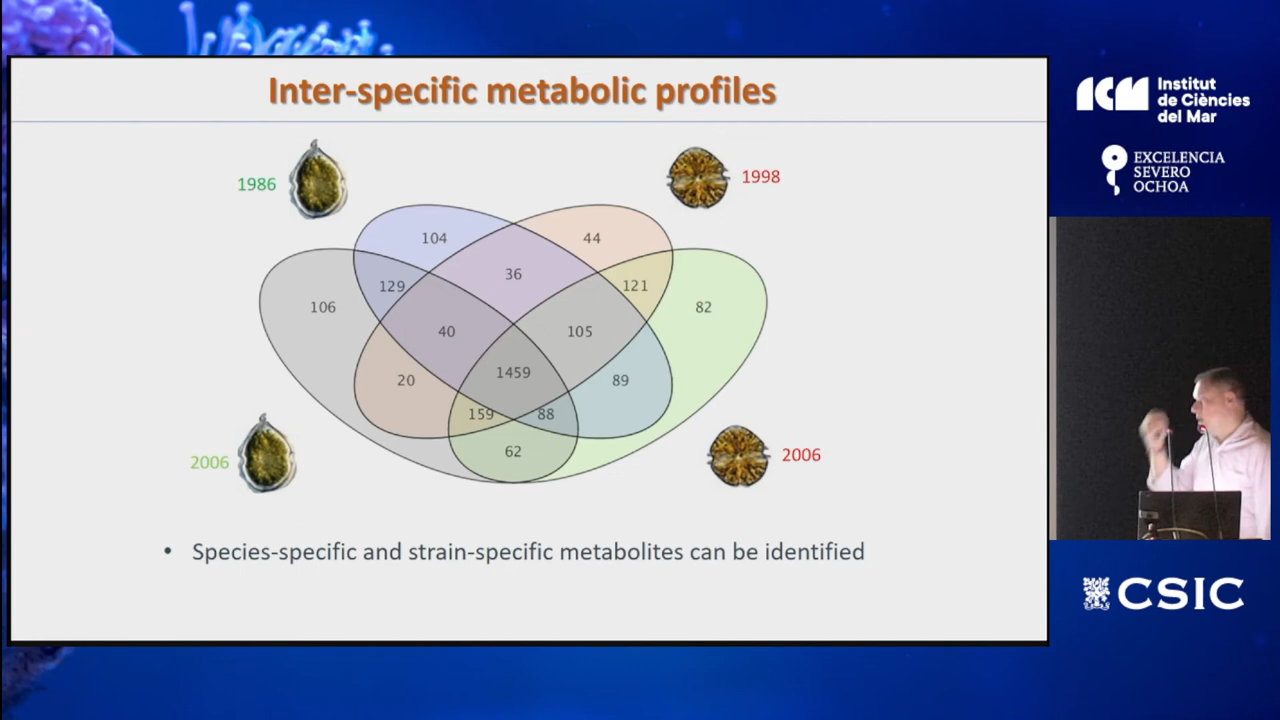 Inter-specific metabolic profiles
1986
1998
104
44
36
129
121
106
82
40
105
1459
20
89
159
88
62
2006
2006
• Species-specific and strain-specific metabolites can be identified
ICM
Institut
de Ciències
del Mar
EXCELENCIA
SEVERO
OCHOA
CSIC